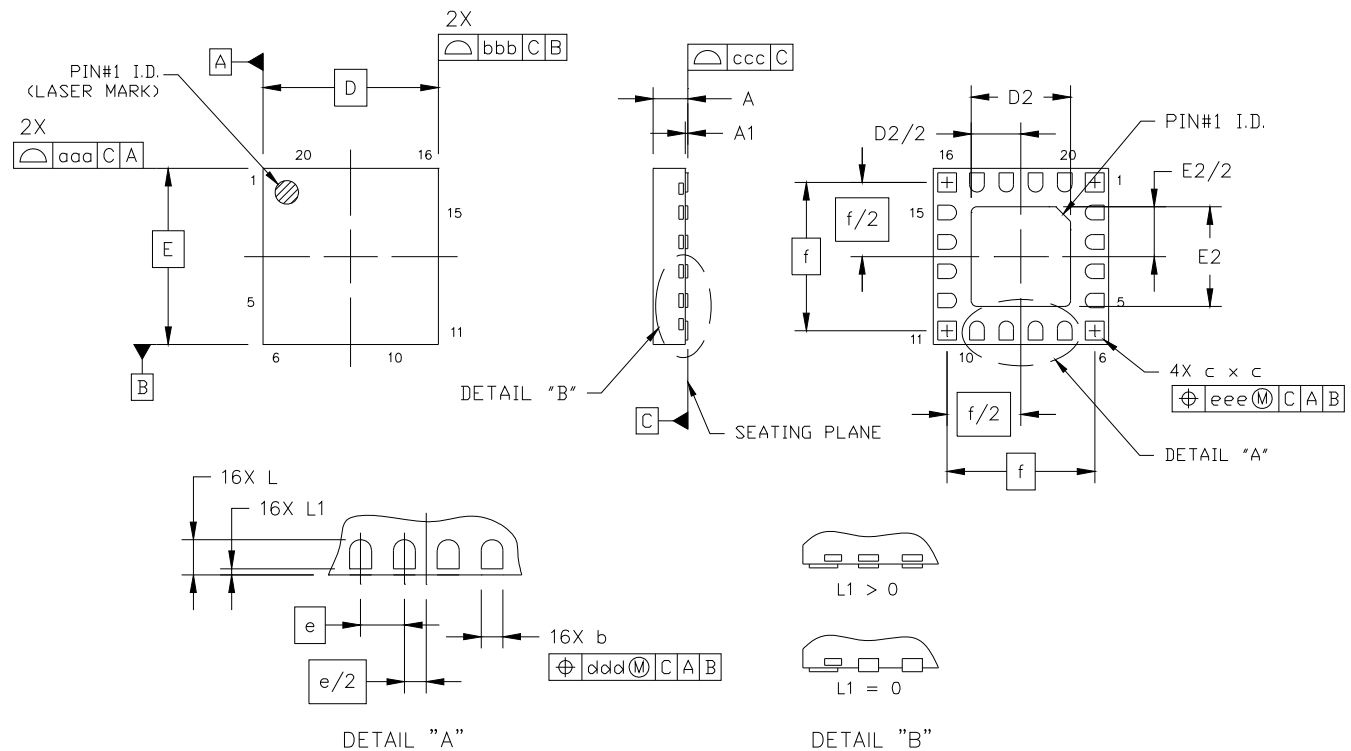 2X
bbb C B
A
PIN#1 I.D.
(LASER MARK)
D
2X
aaa C A
20
16
1
15
E
5
11
6
10
B
ccc C
A
A1
DETAIL "B"
C
SEATING PLANE
D2
D2/2
PIN#1 I.D.
16
20
1
E2/2
15
f/2
f
E2
5
11
10
6
4X c x c
⌖ eee Ⓜ C A B
f/2
f
DETAIL "A"
16X L
16X L1
e
e/2
16X b
⌖ ddd Ⓜ C A B
DETAIL "A"
L1 > 0
L1 = 0
DETAIL "B"